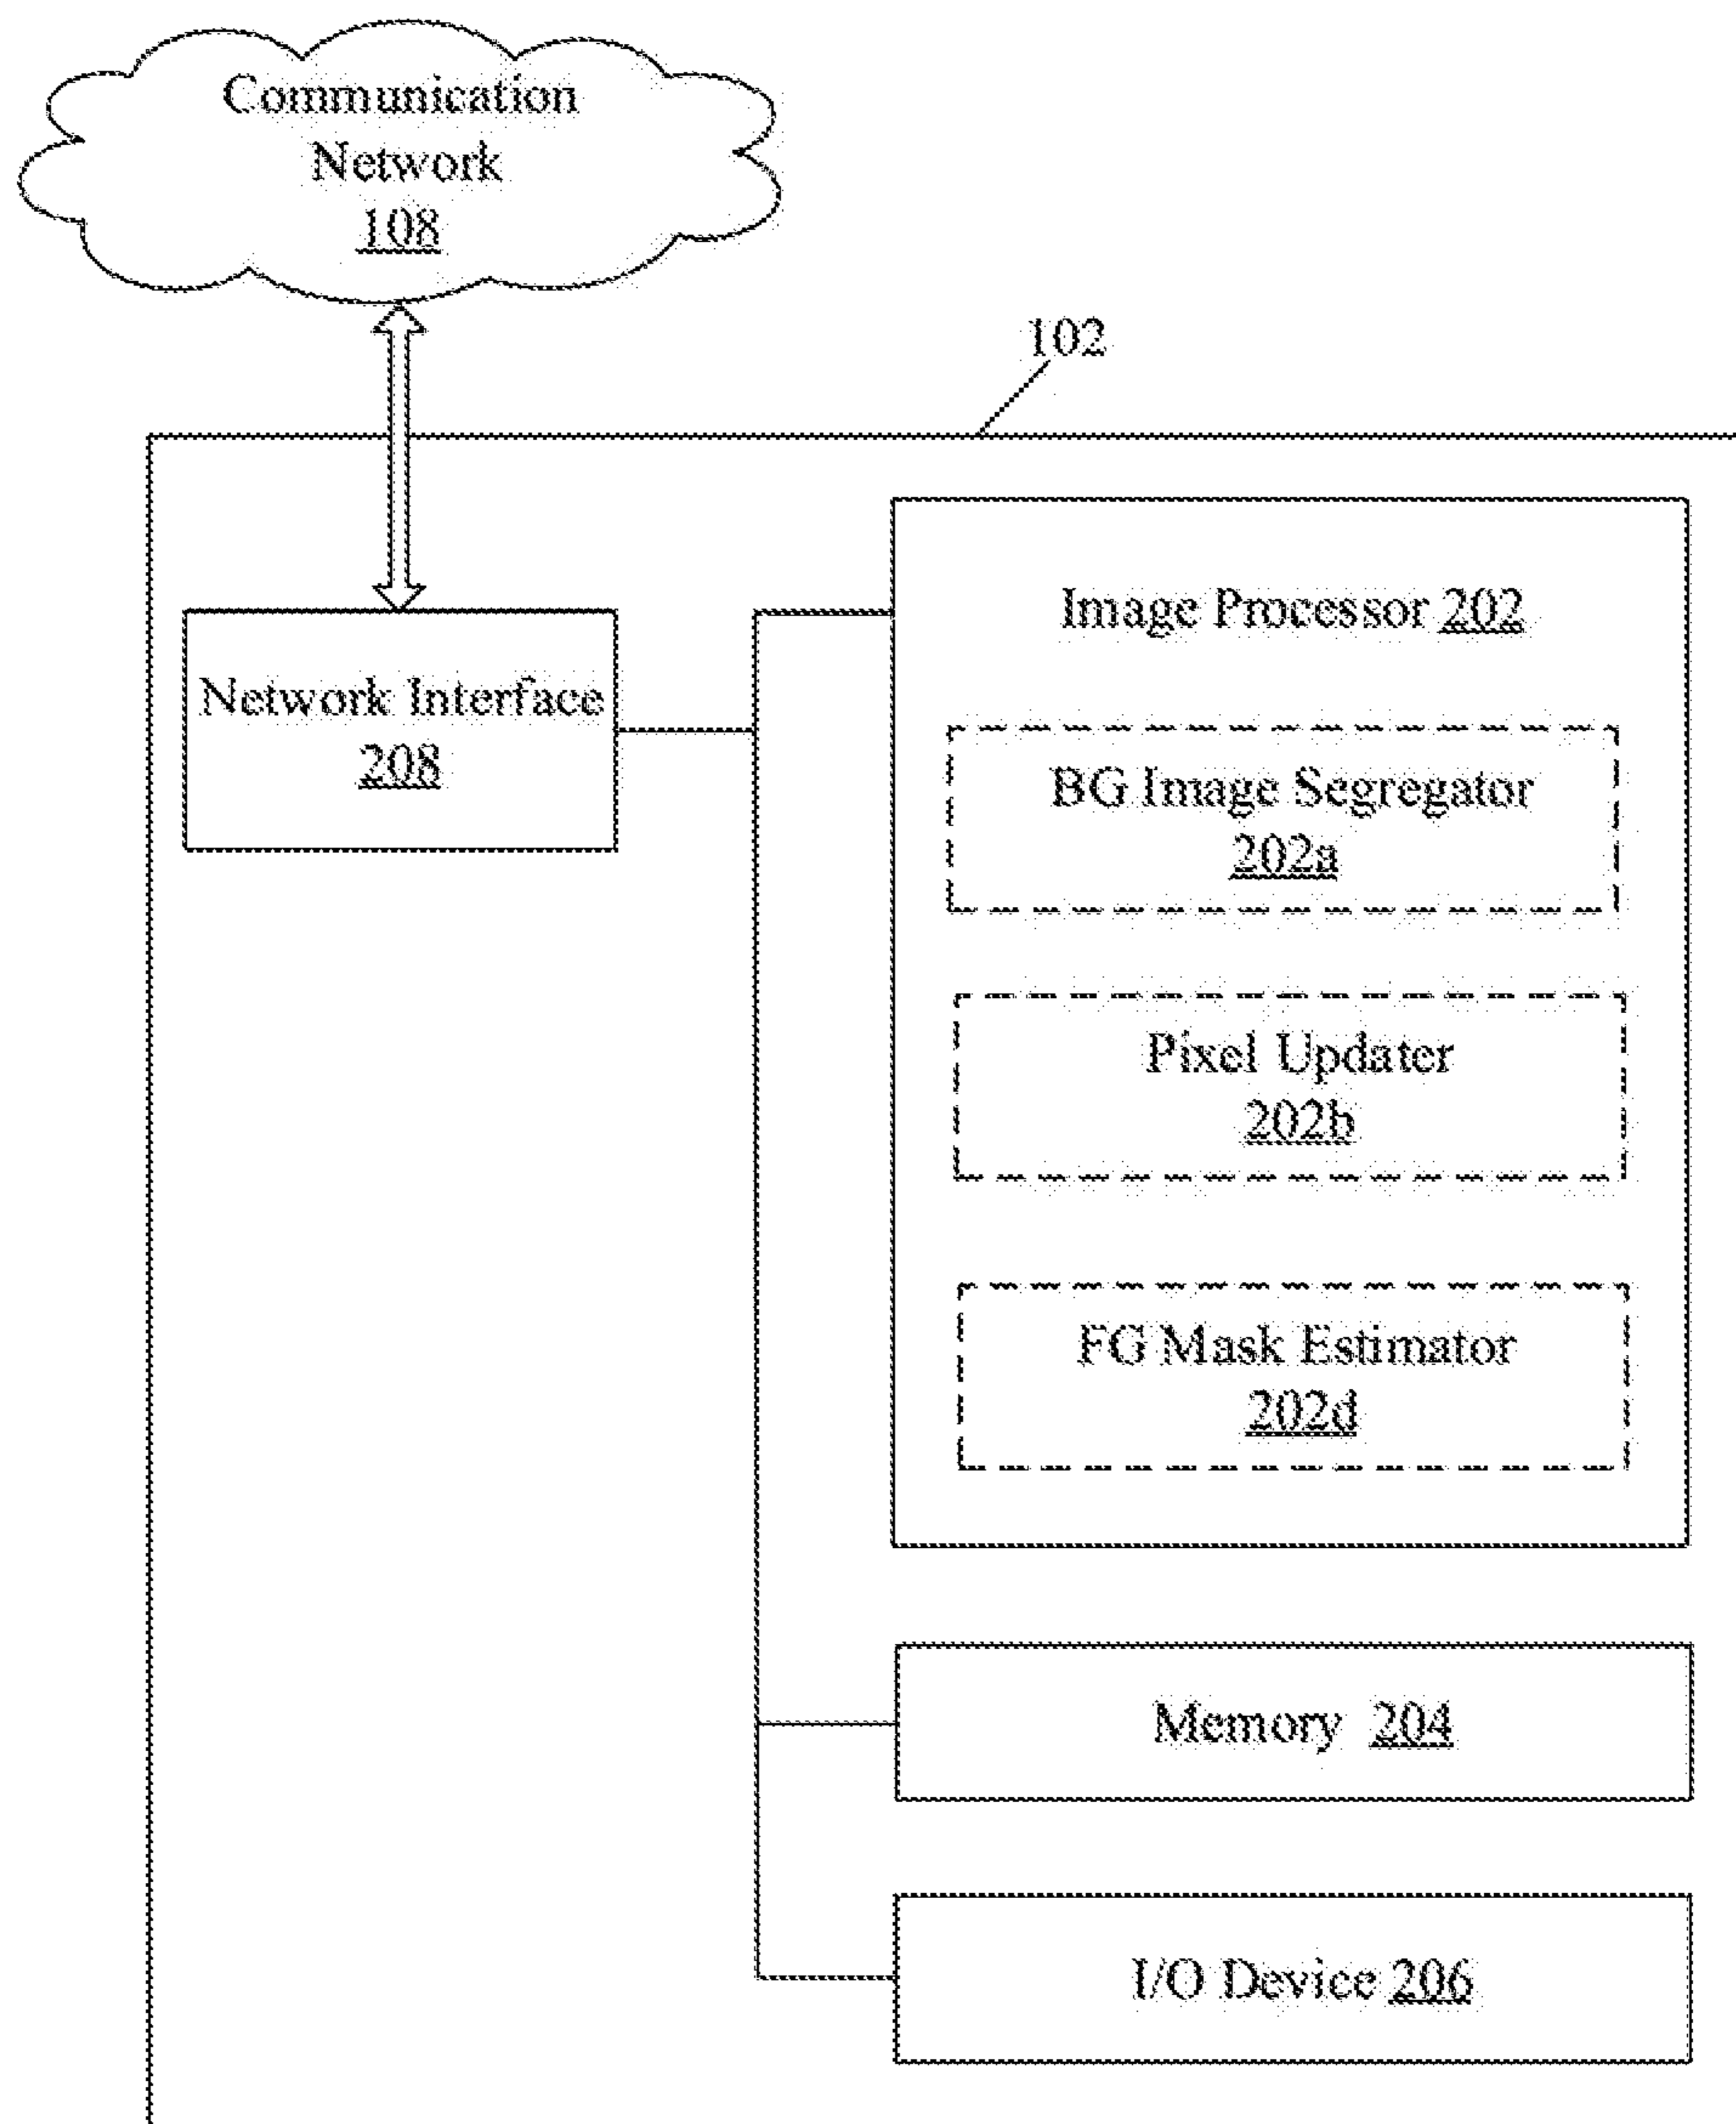 Communication
Network
108
102
Network Interface
208
Image Processor 202
BG Image Segregator
202a
Pixel Updater
202b
FG Mask Estimator
202d
Memory 204
I/O Device 206